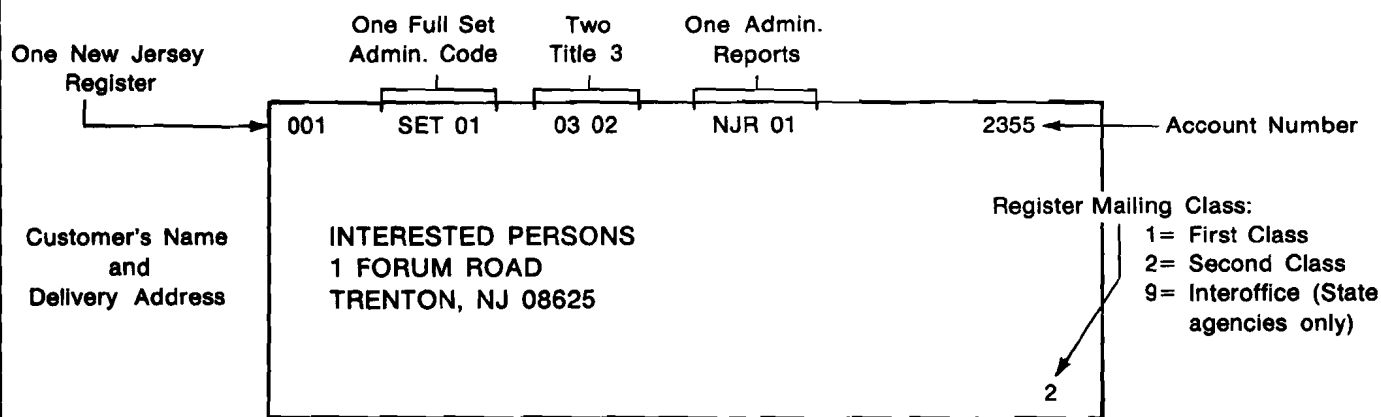 One New Jersey
Register
One Full Set
Admin. Code
Two
Title 3
One Admin.
Reports
001 SET 01 03 02 NJR 01 2355
Account Number
Customer's Name
and
Delivery Address
INTERESTED PERSONS
1 FORUM ROAD
TRENTON, NJ 08625
Register Mailing Class:
1= First Class
2= Second Class
9= Interoffice (State
agencies only)
2